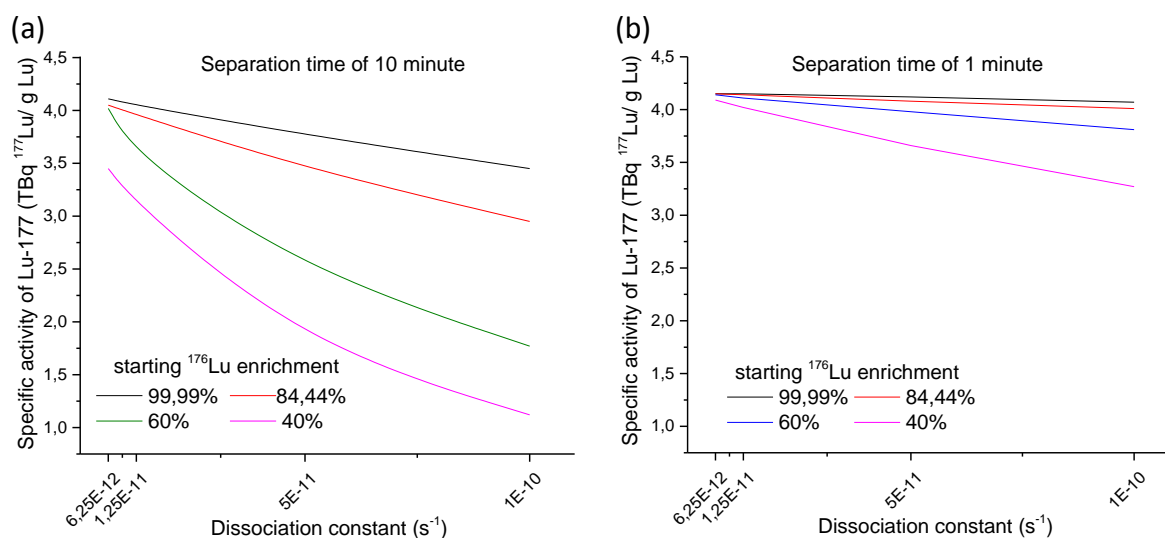 (a)
Separation time of 10 minute
Specific activity of Lu-177 (TBq ¹⁷⁷Lu/ g Lu)
4,5
4,0
3,5
3,0
2,5
2,0
1,5
1,0
starting ¹⁷⁶Lu enrichment
99,99% 84,44%
60% 40%
6,25E-12
1,25E-11
5E-11
1E-10
Dissociation constant (s⁻¹)
(b)
Separation time of 1 minute
Specific activity of Lu-177 (TBq ¹⁷⁷Lu/ g Lu)
4,5
4,0
3,5
3,0
2,5
2,0
1,5
1,0
starting ¹⁷⁶Lu enrichment
99,99% 84,44%
60% 40%
6,25E-12
1,25E-11
5E-11
1E-10
Dissociation constant (s⁻¹)